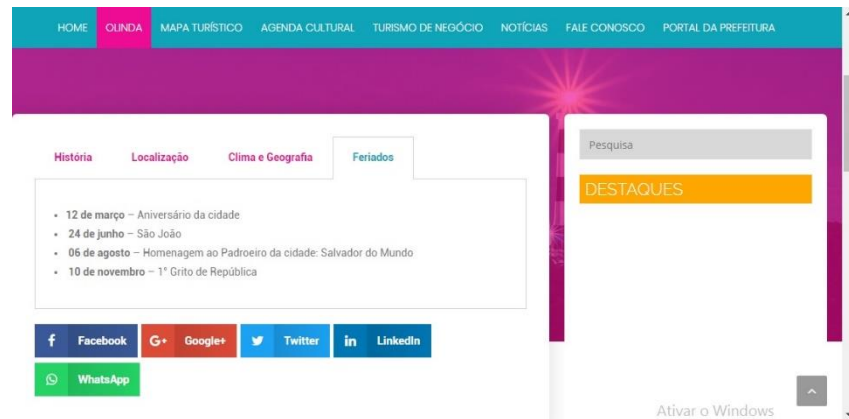 HOME OLINDA MAPA TURÍSTICO AGENDA CULTURAL TURISMO DE NEGÓCIO NOTÍCIAS FALE CONOSCO PORTAL DA PREFEITURA
História Localização Clima e Geografia Feriados
12 de março – Aniversário da cidade
24 de junho – São João
06 de agosto – Homenagem ao Padroeiro da cidade: Salvador do Mundo
10 de novembro – 1° Grito de República
Facebook G+ Google+ Twitter in LinkedIn
WhatsApp
Pesquisa
DESTAQUES
Ativar o Windows